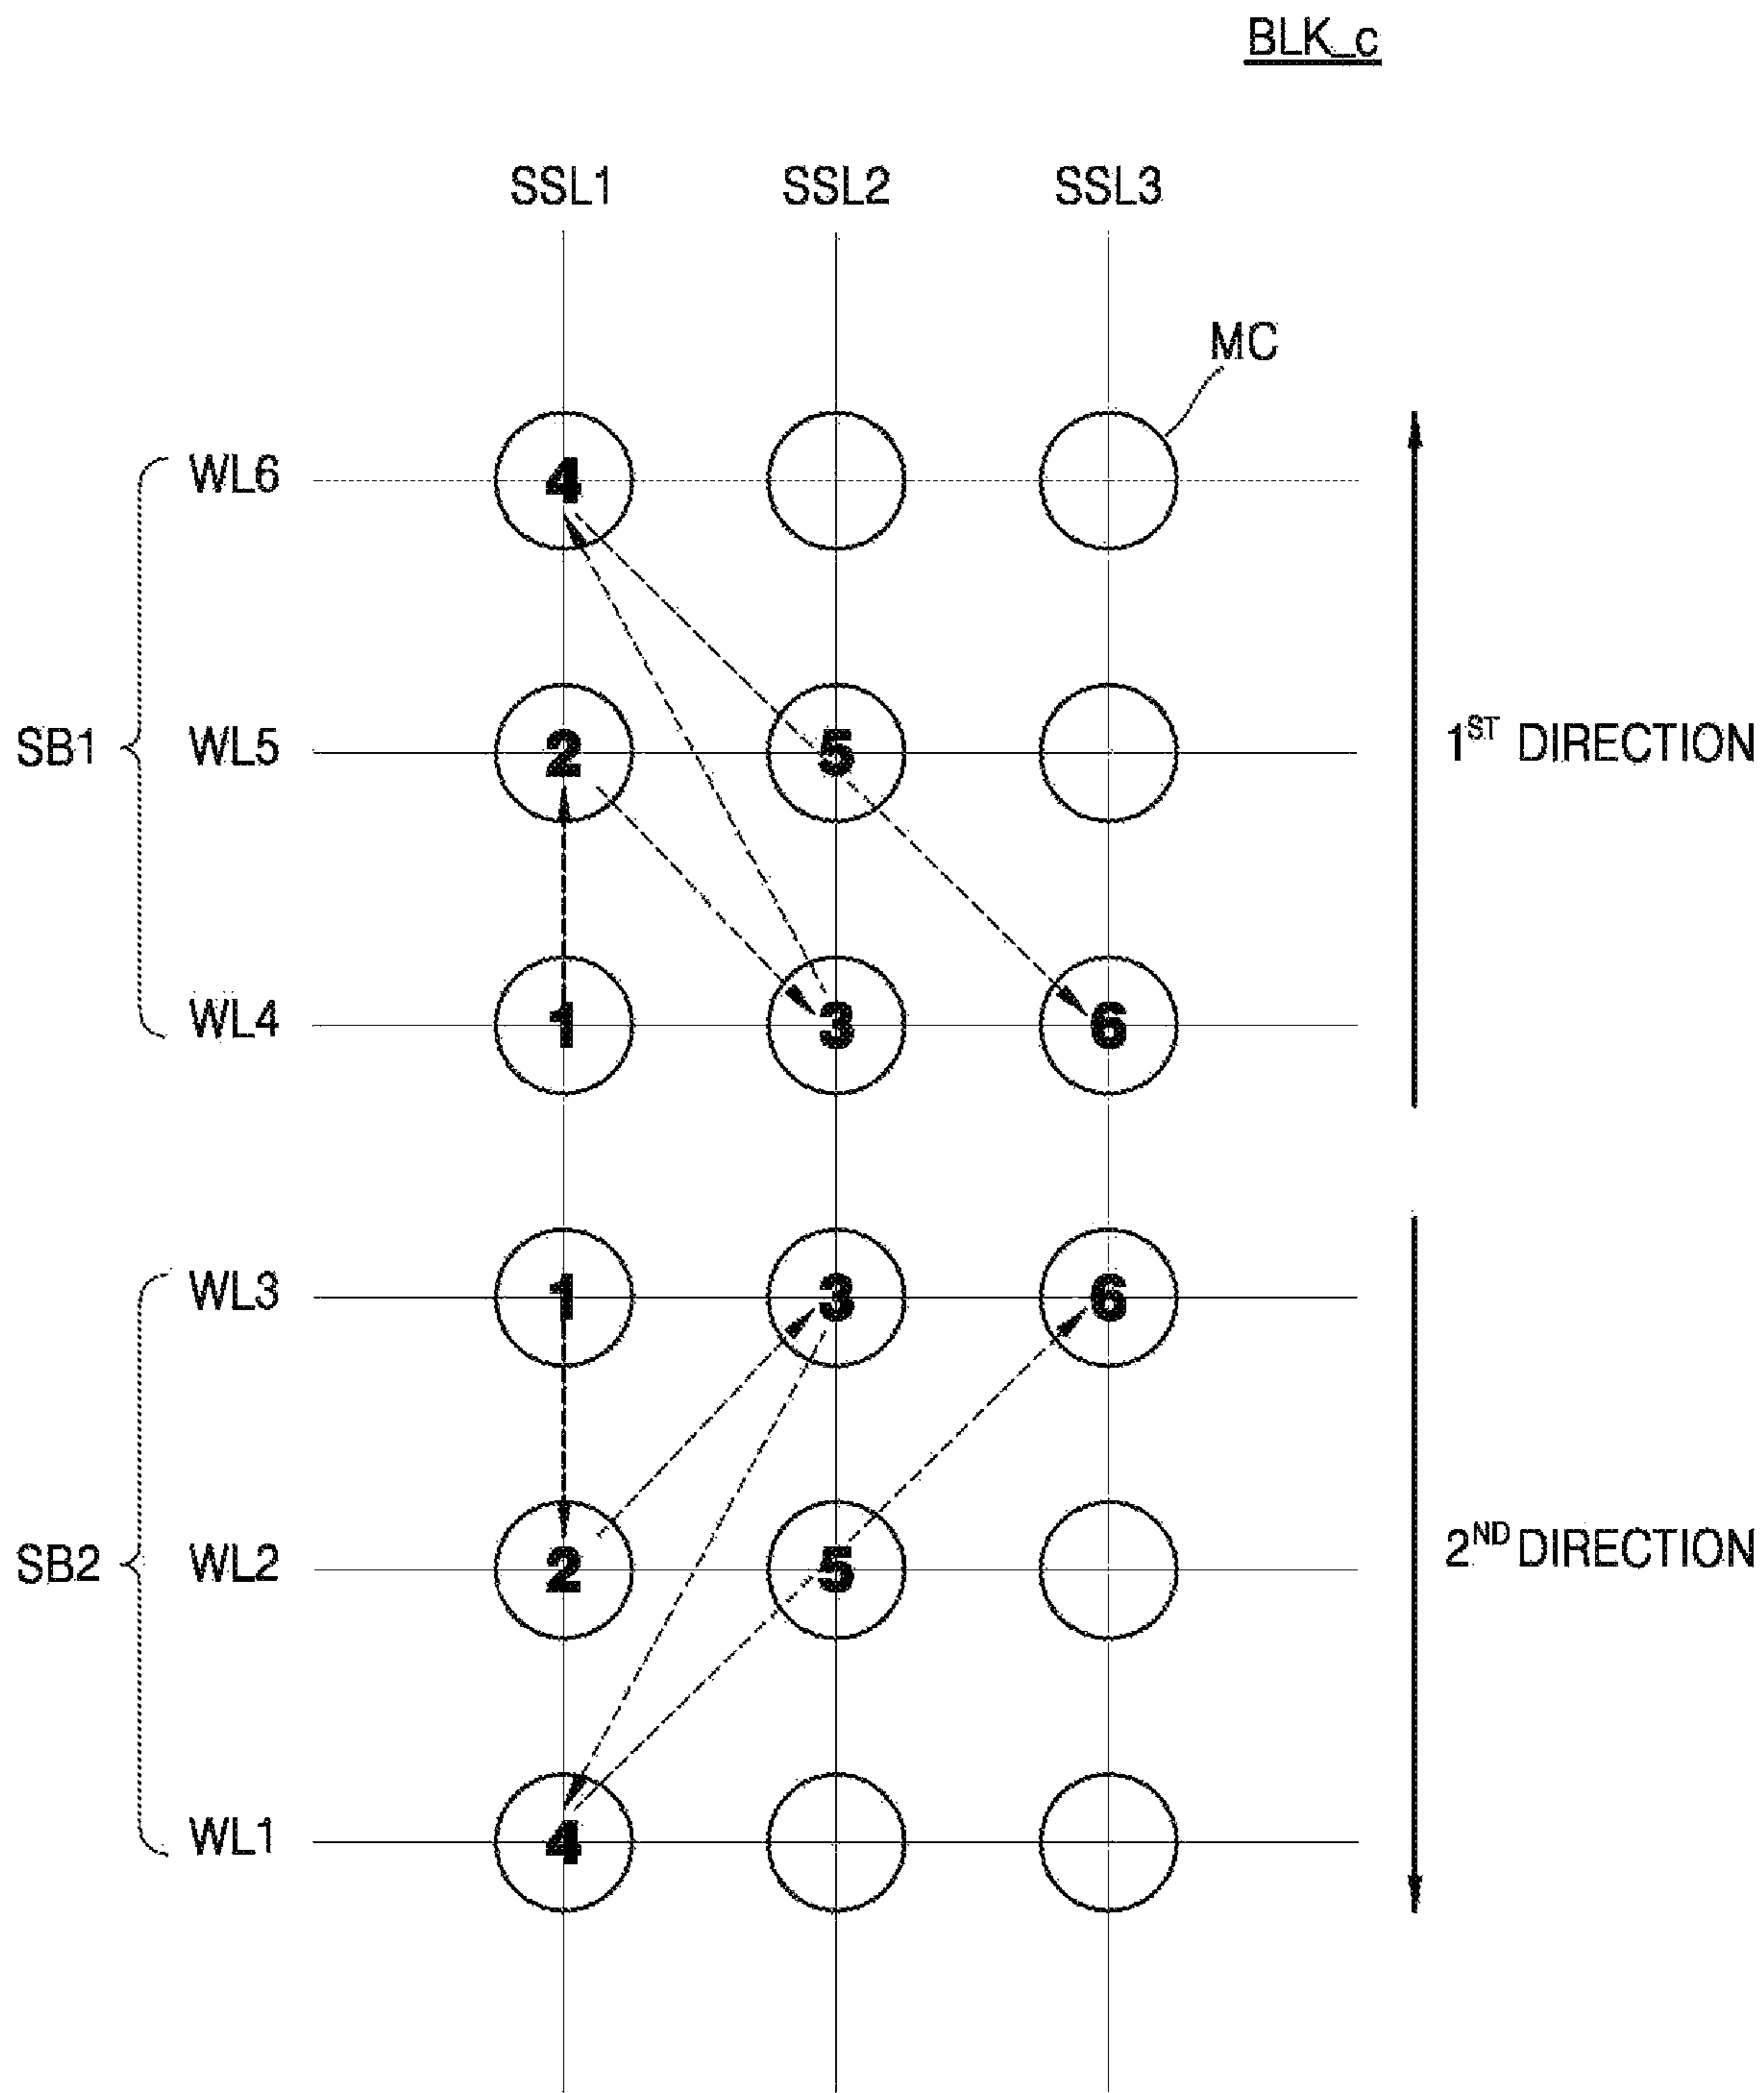 BLK_c
SSL1 SSL2 SSL3
MC
WL6 4
SB1 WL5 2 5 1ST DIRECTION
WL4 1 3 6
WL3 1 3 6
SB2 WL2 2 5 2ND DIRECTION
WL1 4